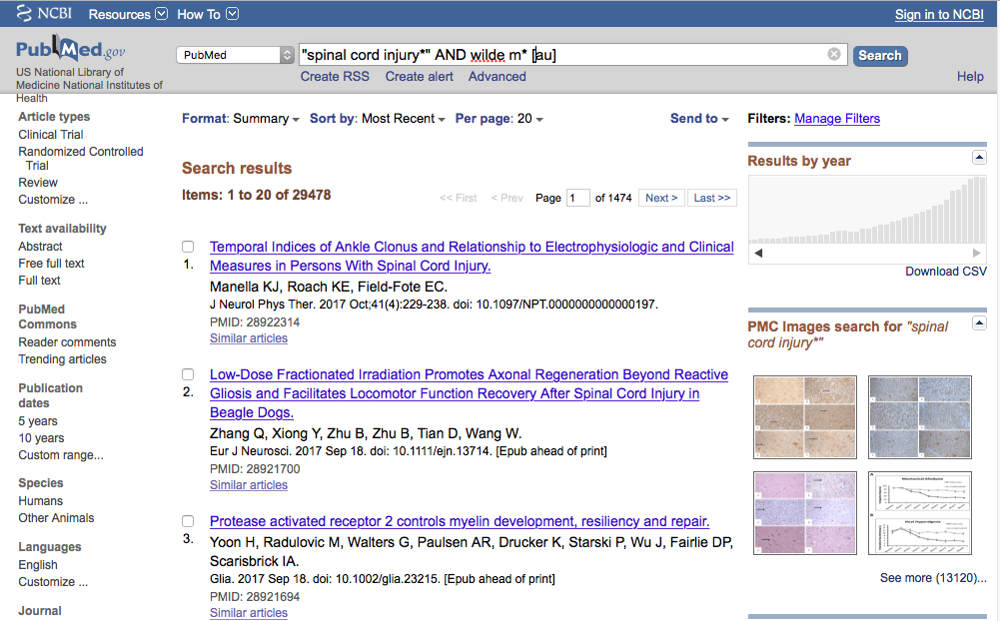 NCBI Resources How To Sign in to NCBI
PubMed.gov
US National Library of
Medicine National Institutes of
Health
PubMed
"spinal cord injury*" AND wilde m* [au]
Search
Create RSS Create alert Advanced
Help
Article types
Clinical Trial
Randomized Controlled
Trial
Review
Customize ...
Text availability
Abstract
Free full text
Full text
PubMed
Commons
Reader comments
Trending articles
Publication
dates
5 years
10 years
Custom range...
Species
Humans
Other Animals
Languages
English
Customize ...
Journal
Format: Summary Sort by: Most Recent Per page: 20 Send to
Search results
Items: 1 to 20 of 29478
<< First < Prev Page 1 of 1474 Next > Last >>
1. Temporal Indices of Ankle Clonus and Relationship to Electrophysiologic and Clinical
Measures in Persons With Spinal Cord Injury.
Manella KJ, Roach KE, Field-Fote EC.
J Neurol Phys Ther. 2017 Oct;41(4):229-238. doi: 10.1097/NPT.0000000000000197.
PMID: 28922314
Similar articles
2. Low-Dose Fractionated Irradiation Promotes Axonal Regeneration Beyond Reactive
Gliosis and Facilitates Locomotor Function Recovery After Spinal Cord Injury in
Beagle Dogs.
Zhang Q, Xiong Y, Zhu B, Zhu B, Tian D, Wang W.
Eur J Neurosci. 2017 Sep 18. doi: 10.1111/ejn.13714. [Epub ahead of print]
PMID: 28921700
Similar articles
3. Protease activated receptor 2 controls myelin development, resiliency and repair.
Yoon H, Radulovic M, Walters G, Paulsen AR, Drucker K, Starski P, Wu J, Fairlie DP,
Scarisbrick IA.
Glia. 2017 Sep 18. doi: 10.1002/glia.23215. [Epub ahead of print]
PMID: 28921694
Similar articles
Filters: Manage Filters
Results by year
Download CSV
PMC Images search for "spinal
cord injury*"
See more (13120)...